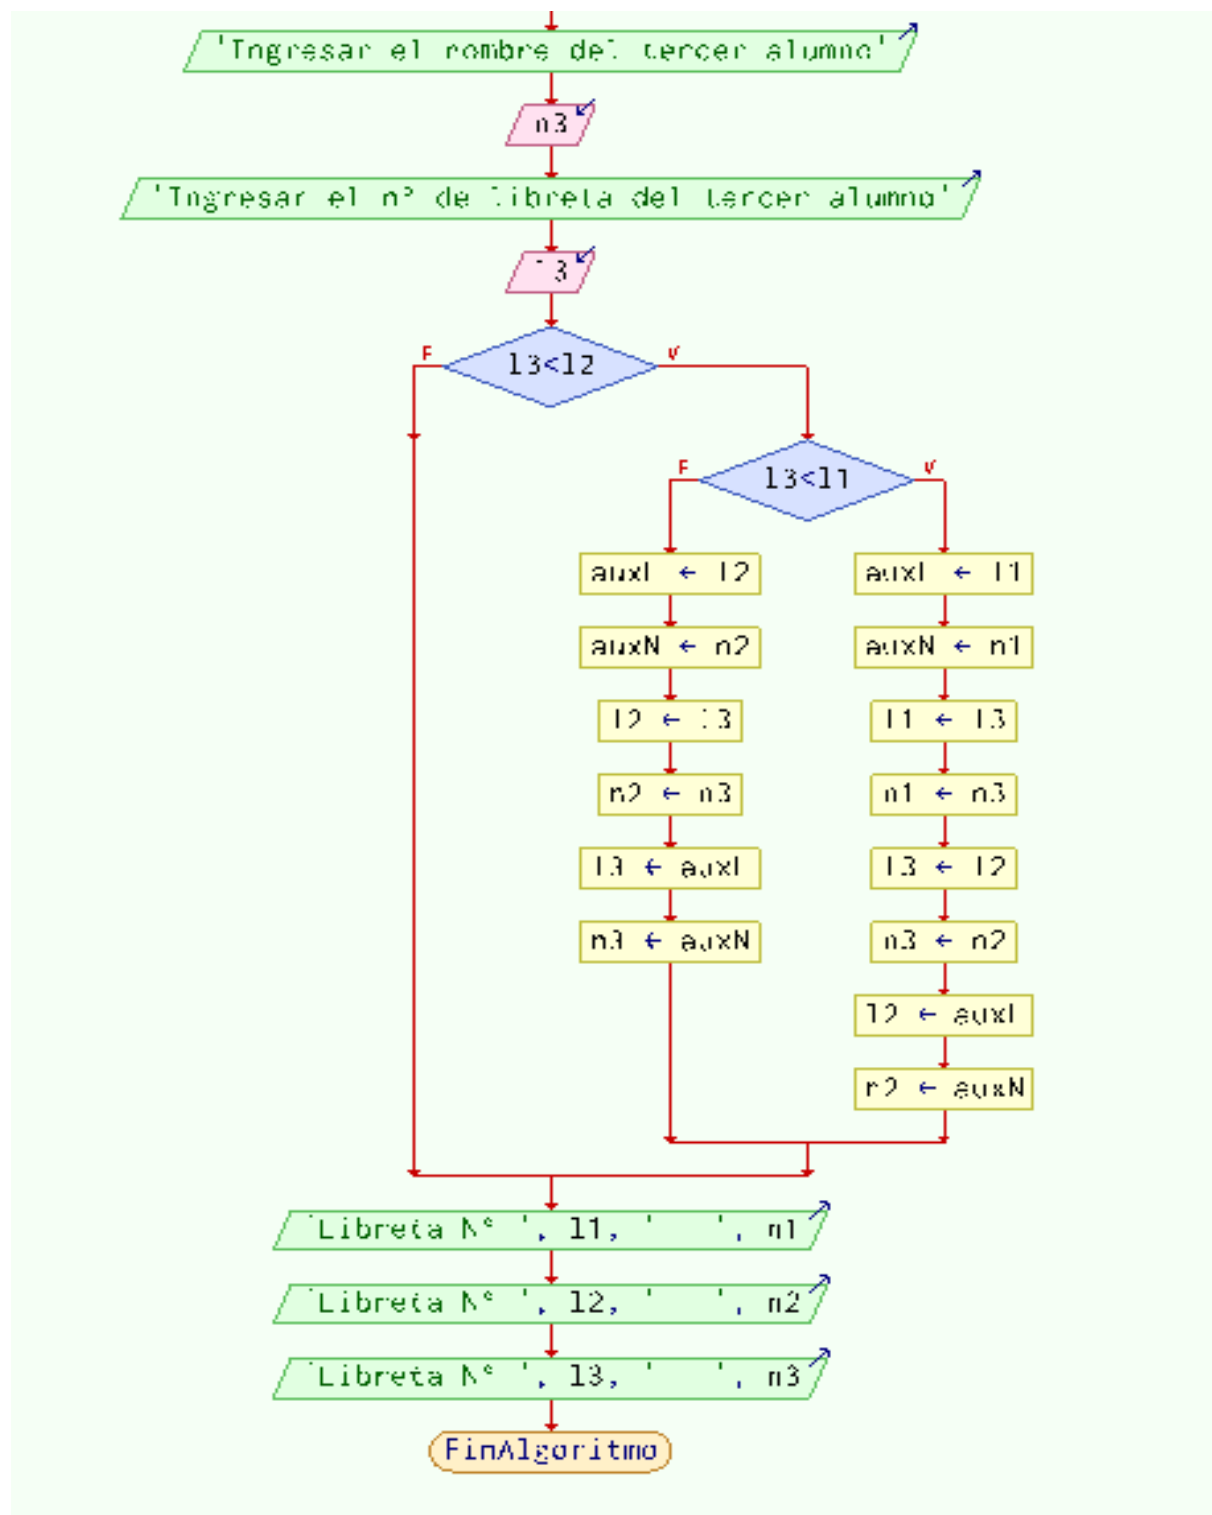 'Ingresar el nombre del tercer alumno'
n3
'Ingresar el nº de libreta del tercer alumno'
l3
F l3<l2 V
F l3<l1 V
auxL ← l2 auxL ← l1
auxN ← n2 auxN ← n1
l2 ← l3 l1 ← l3
n2 ← n3 n1 ← n3
l3 ← auxL l3 ← l2
n3 ← auxN n3 ← n2
l2 ← auxL
n2 ← auxN
'Libreta Nº ', l1, '    ', n1
'Libreta Nº ', l2, '    ', n2
'Libreta Nº ', l3, '    ', n3
FinAlgoritmo